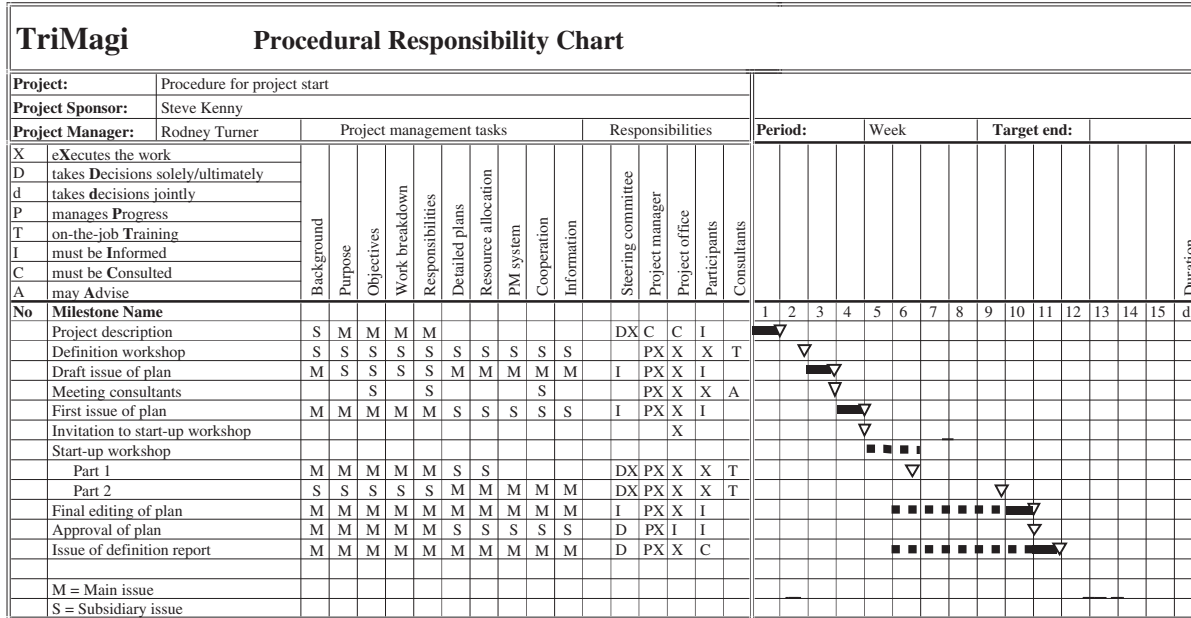 TriMagi Procedural Responsibility Chart
Project: Procedure for project start
Project Sponsor: Steve Kenny
Project Manager: Rodney Turner Project management tasks Responsibilities Period: Week Target end:
X eXecutes the work
D takes Decisions solely/ultimately
d takes decisions jointly
P manages Progress
T on-the-job Training
I must be Informed
C must be Consulted
A may Advise
Background
Purpose
Objectives
Work breakdown
Responsibilities
Detailed plans
Resource allocation
PM system
Cooperation
Information
Steering committee
Project manager
Project office
Participants
Consultants
Duration
No Milestone Name 1 2 3 4 5 6 7 8 9 10 11 12 13 14 15 d
Project description S M M M M DX C C I
Definition workshop S S S S S S S S S S PX X X T
Draft issue of plan M S S S S M M M M M I PX X I
Meeting consultants S S S PX X X A
First issue of plan M M M M M S S S S S I PX X I
Invitation to start-up workshop X
Start-up workshop
Part 1 M M M M M S S DX PX X X T
Part 2 S S S S S M M M M M DX PX X X T
Final editing of plan M M M M M M M M M M I PX X I
Approval of plan M M M M M S S S S S D PX I I
Issue of definition report M M M M M M M M M M D PX X C
M = Main issue
S = Subsidiary issue